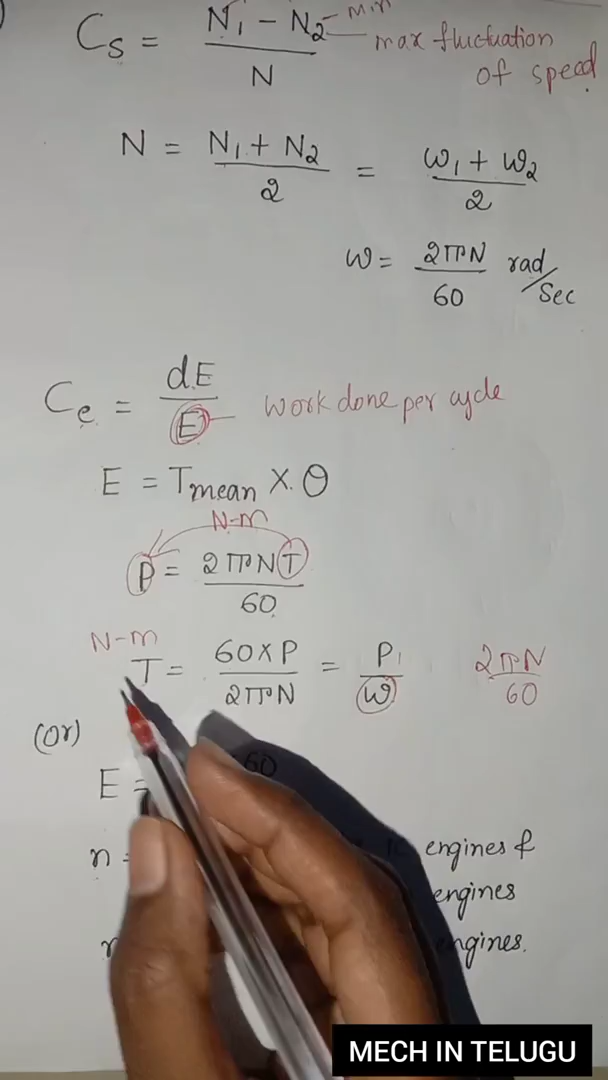 Cs = N1 - N2 / N - min max fluctuation of speed
N = N1 + N2 / 2 = ω1 + ω2 / 2
ω = 2πN / 60 rad/sec
Ce = dE / E - work done per cycle
E = Tmean × θ
N-m
P = 2πNT / 60
N-m
T = 60×P / 2πN = P / ω 2πN / 60
(or)
E = 60
n = engines &
engines
engines.
MECH IN TELUGU